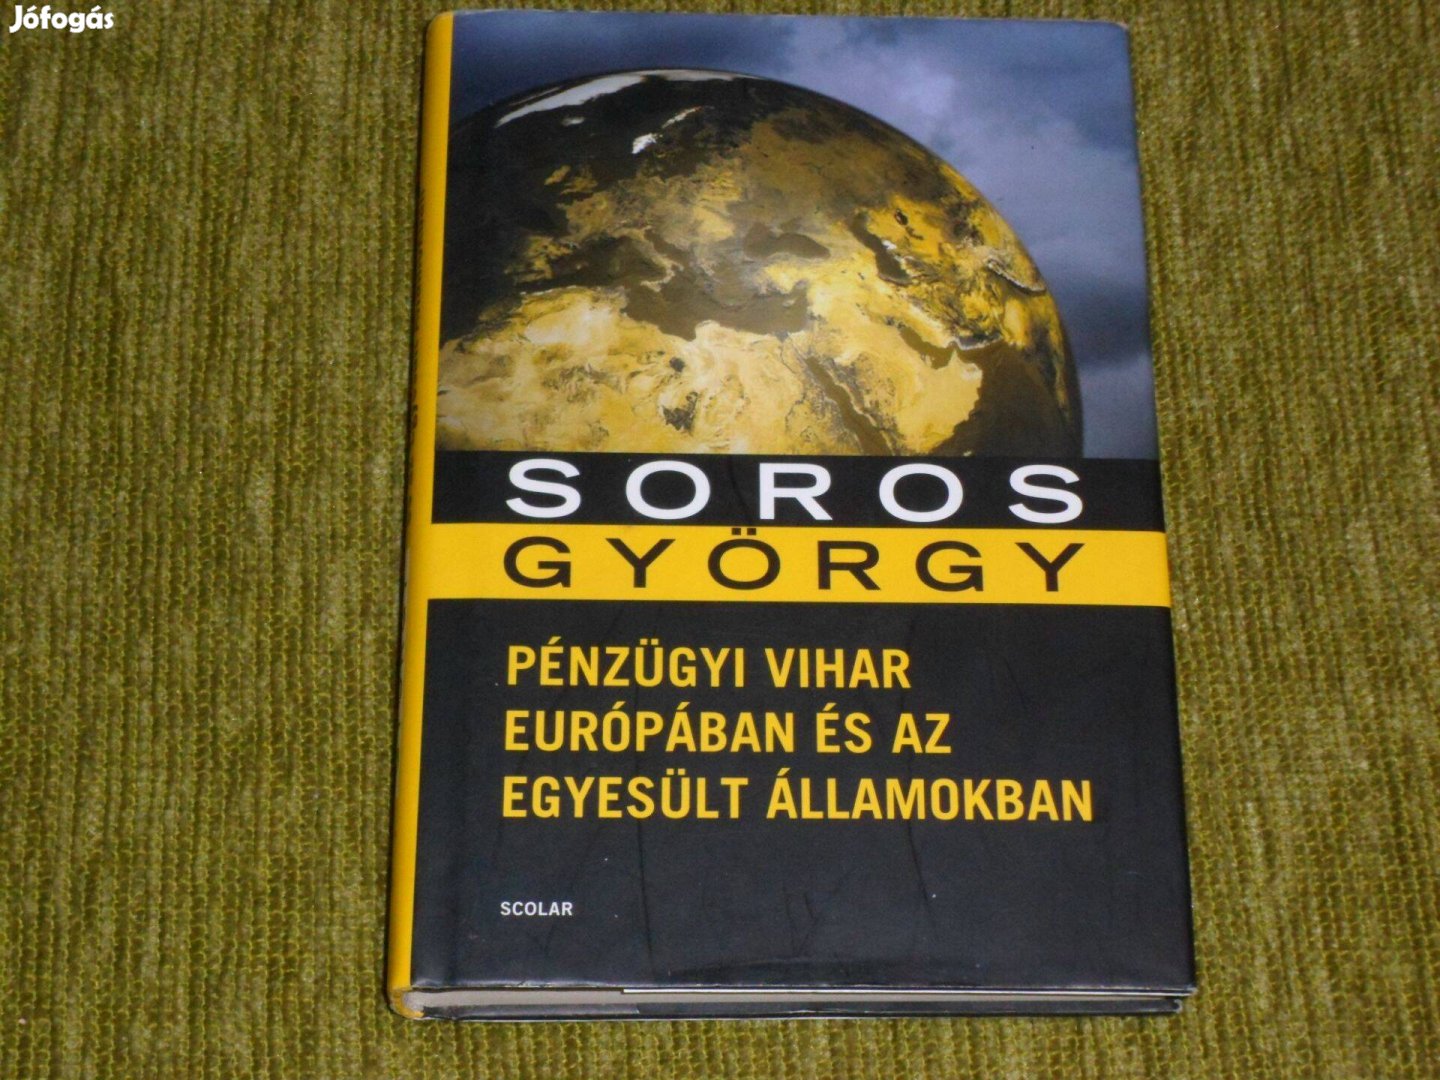 Jófogás
SOROS
GYÖRGY
PÉNZÜGYI VIHAR
EURÓPÁBAN ÉS AZ
EGYESÜLT ÁLLAMOKBAN
SCOLAR